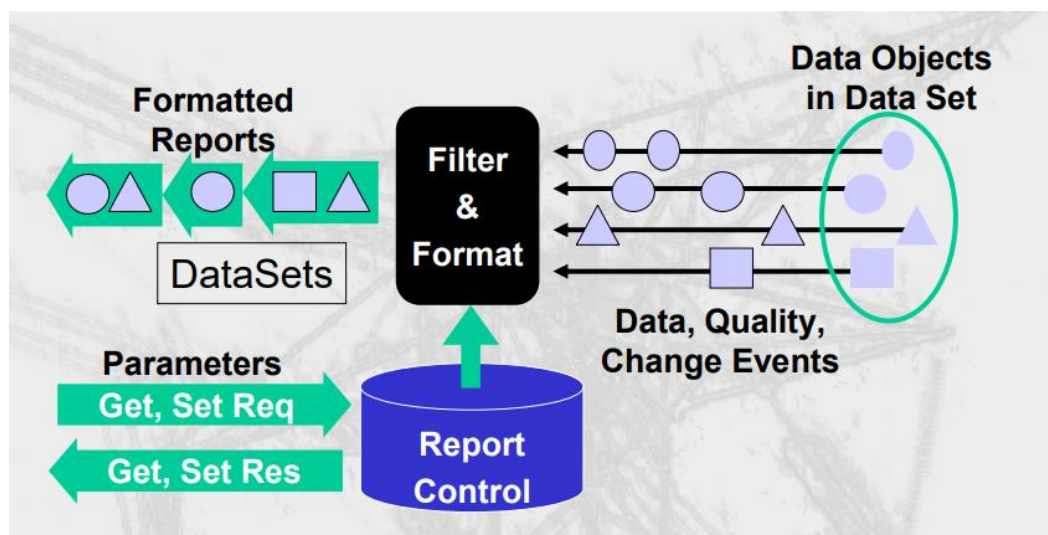 Data Objects
in Data Set
Formatted
Reports
Filter
&
Format
DataSets
Data, Quality,
Change Events
Parameters
Get, Set Req
Get, Set Res
Report
Control